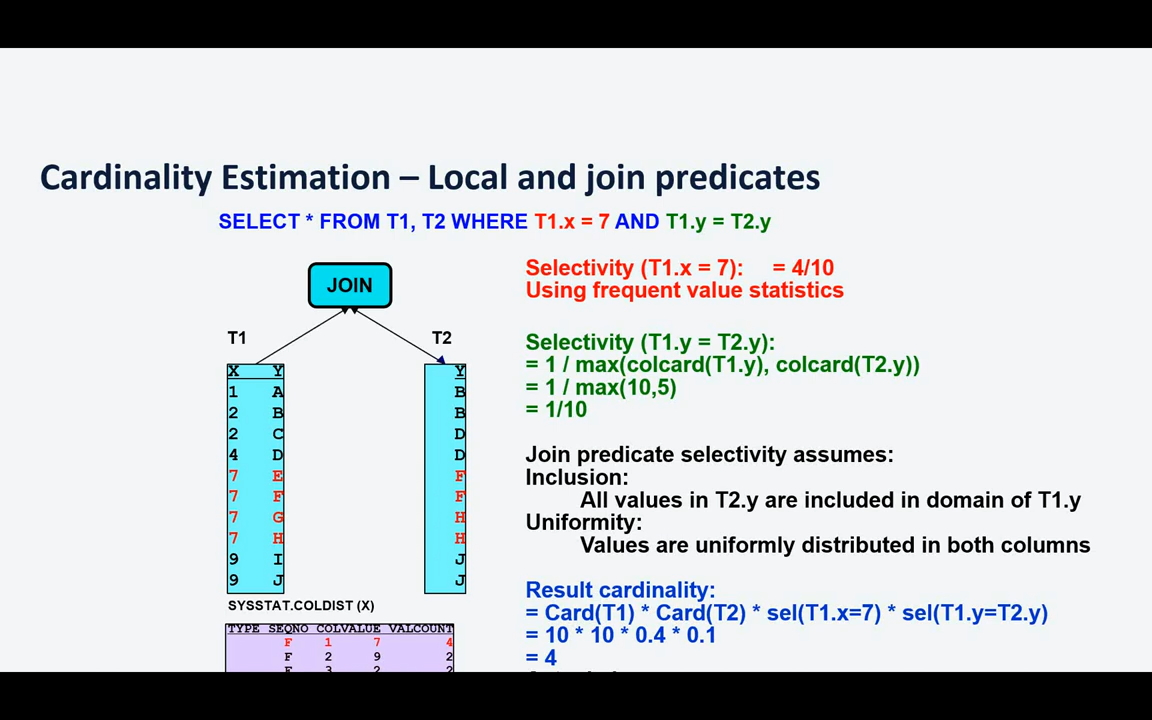 Cardinality Estimation – Local and join predicates
SELECT * FROM T1, T2 WHERE T1.x = 7 AND T1.y = T2.y
JOIN
T1
T2
X Y
1 A
2 B
2 C
4 D
7 E
7 F
7 G
7 H
9 I
9 J
Y
B
B
D
D
F
F
H
H
J
J
SYSSTAT.COLDIST (X)
TYPE SEQNO COLVALUE VALCOUNT
F 1 7 4
F 2 9 2
F 3 2 2
Selectivity (T1.x = 7): = 4/10
Using frequent value statistics
Selectivity (T1.y = T2.y):
= 1 / max(colcard(T1.y), colcard(T2.y))
= 1 / max(10,5)
= 1/10
Join predicate selectivity assumes:
Inclusion:
All values in T2.y are included in domain of T1.y
Uniformity:
Values are uniformly distributed in both columns
Result cardinality:
= Card(T1) * Card(T2) * sel(T1.x=7) * sel(T1.y=T2.y)
= 10 * 10 * 0.4 * 0.1
= 4